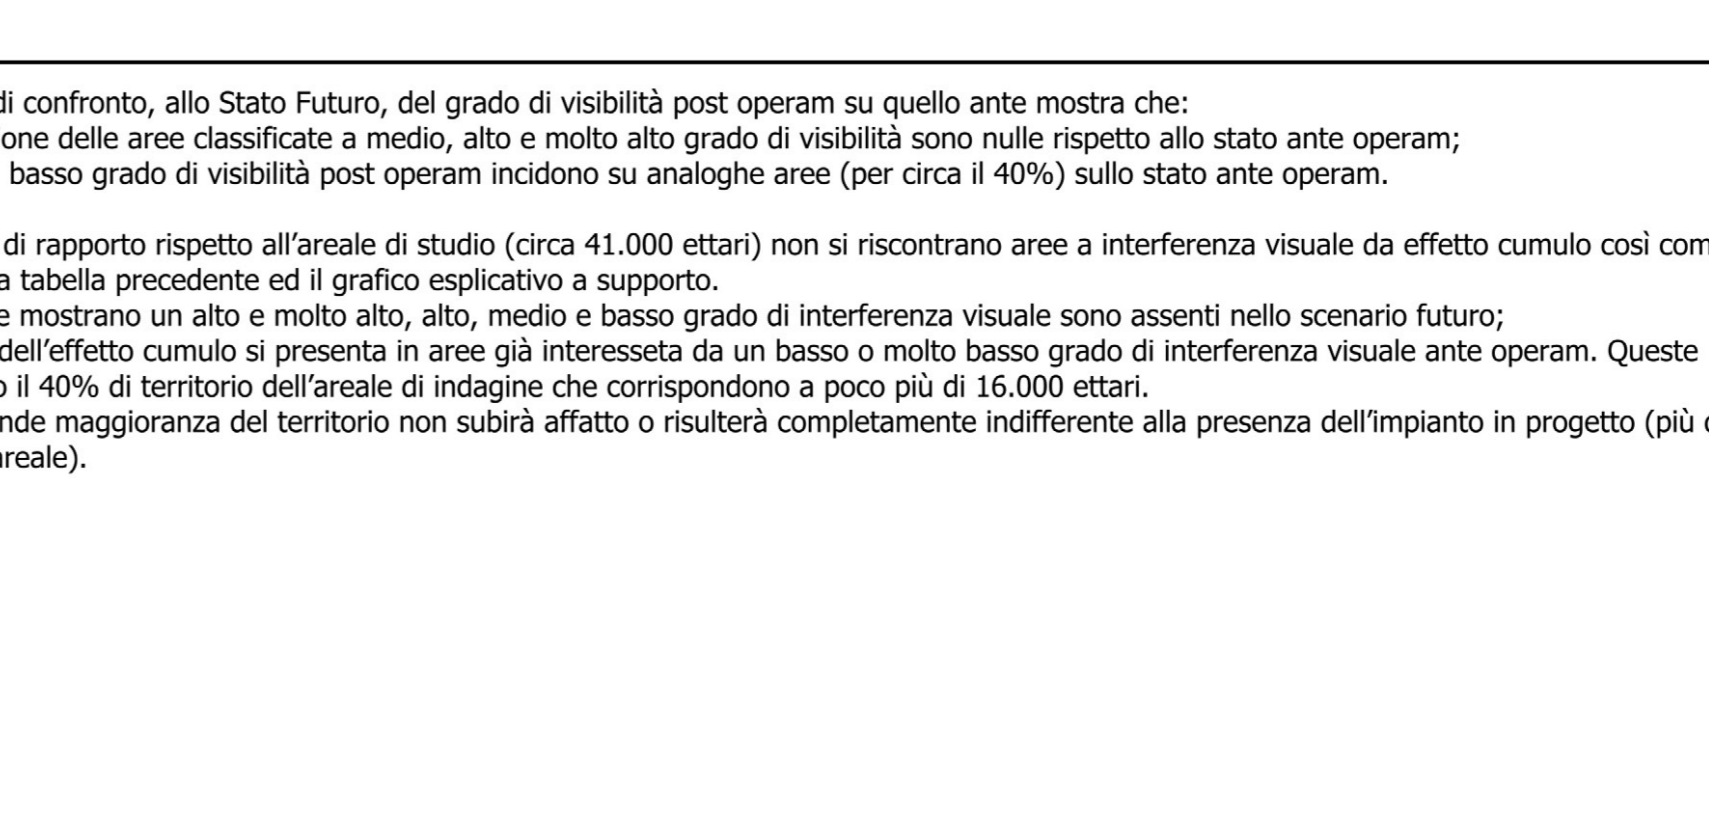 di confronto, allo Stato Futuro, del grado di visibilità post operam su quello ante mostra che:
one delle aree classificate a medio, alto e molto alto grado di visibilità sono nulle rispetto allo stato ante operam;
basso grado di visibilità post operam incidono su analoghe aree (per circa il 40%) sullo stato ante operam.
di rapporto rispetto all'areale di studio (circa 41.000 ettari) non si riscontrano aree a interferenza visuale da effetto cumulo così com
a tabella precedente ed il grafico esplicativo a supporto.
e mostrano un alto e molto alto, alto, medio e basso grado di interferenza visuale sono assenti nello scenario futuro;
dell'effetto cumulo si presenta in aree già interesseta da un basso o molto basso grado di interferenza visuale ante operam. Queste
o il 40% di territorio dell'areale di indagine che corrispondono a poco più di 16.000 ettari.
nde maggioranza del territorio non subirà affatto o risulterà completamente indifferente alla presenza dell'impianto in progetto (più
areale).